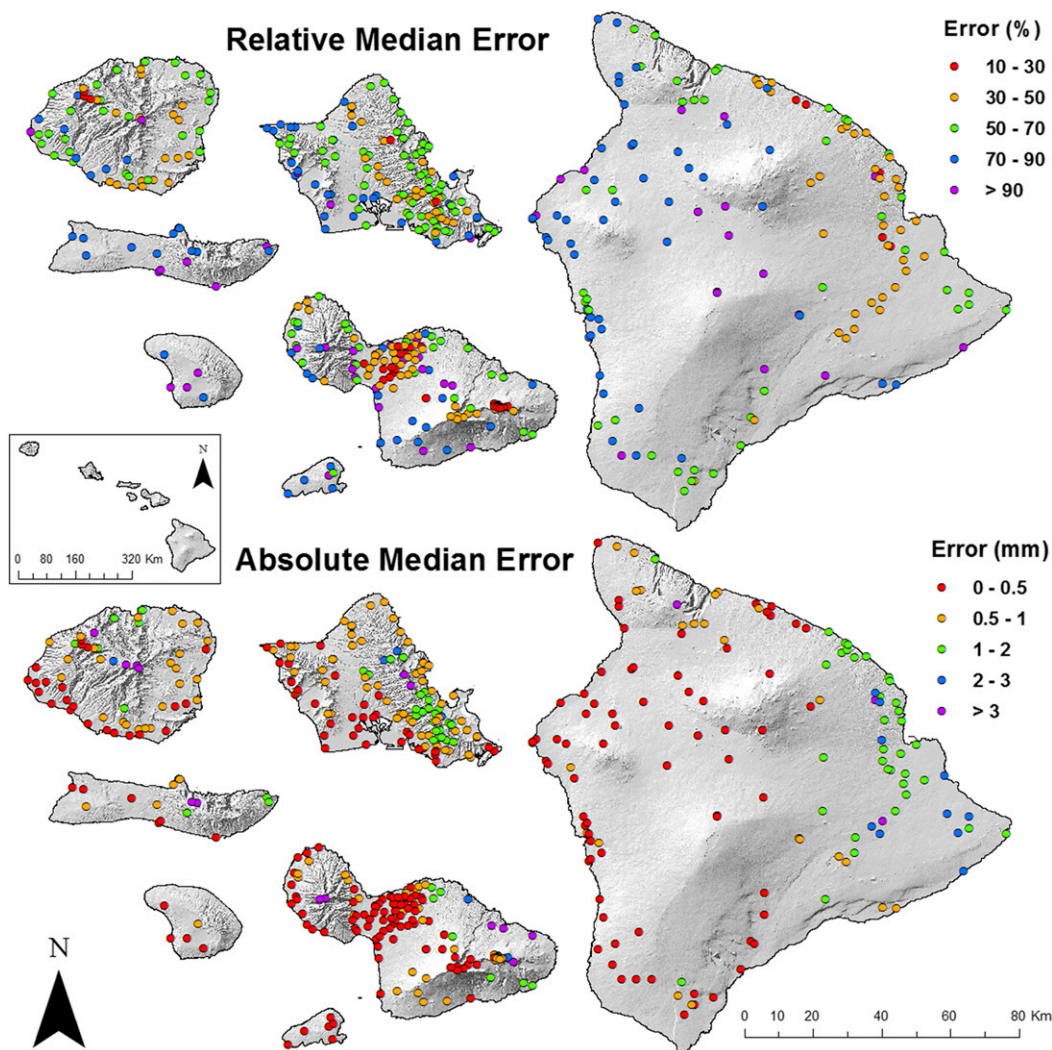 Relative Median Error
Error (%)
10 - 30
30 - 50
50 - 70
70 - 90
> 90
N
0 80 160 320 Km
Absolute Median Error
Error (mm)
0 - 0.5
0.5 - 1
1 - 2
2 - 3
> 3
N
0 20 40 60 80 Km